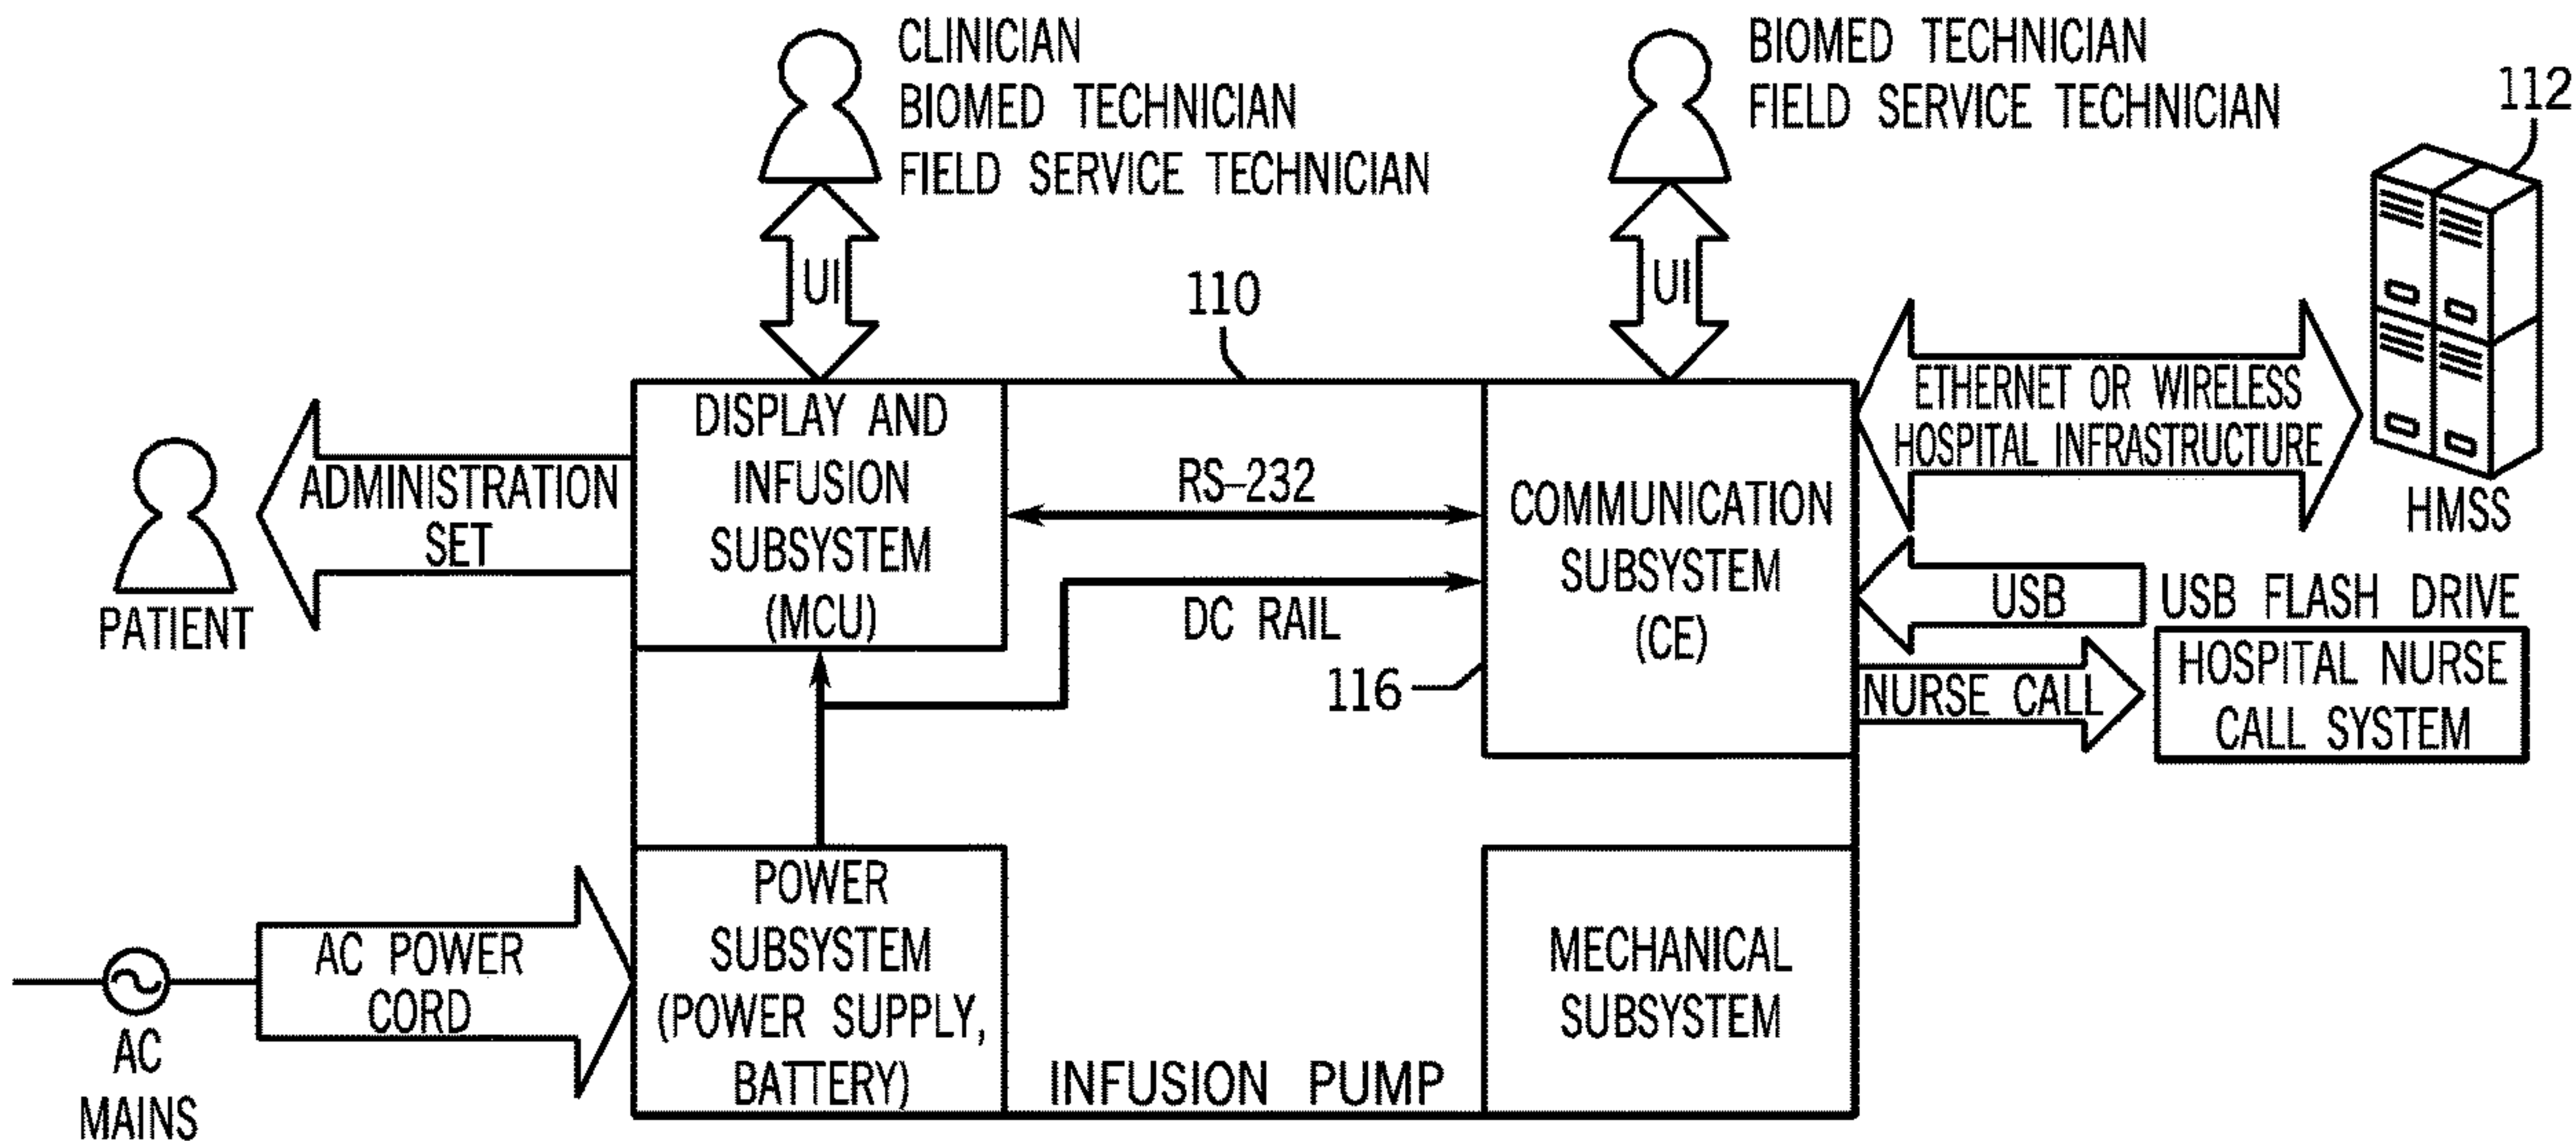 CLINICIAN
BIOMED TECHNICIAN
FIELD SERVICE TECHNICIAN
BIOMED TECHNICIAN
FIELD SERVICE TECHNICIAN
112
UI
UI
110
DISPLAY AND
INFUSION
SUBSYSTEM
(MCU)
ADMINISTRATION
SET
PATIENT
RS-232
DC RAIL
116
COMMUNICATION
SUBSYSTEM
(CE)
ETHERNET OR WIRELESS
HOSPITAL INFRASTRUCTURE
HMSS
USB
USB FLASH DRIVE
NURSE CALL
HOSPITAL NURSE
CALL SYSTEM
AC POWER
CORD
AC
MAINS
POWER
SUBSYSTEM
(POWER SUPPLY,
BATTERY)
INFUSION PUMP
MECHANICAL
SUBSYSTEM